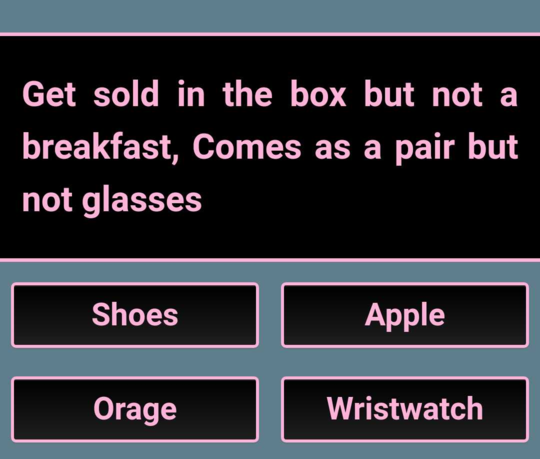 Get sold in the box but not a
breakfast, Comes as a pair but
not glasses
Shoes
Apple
Orage
Wristwatch